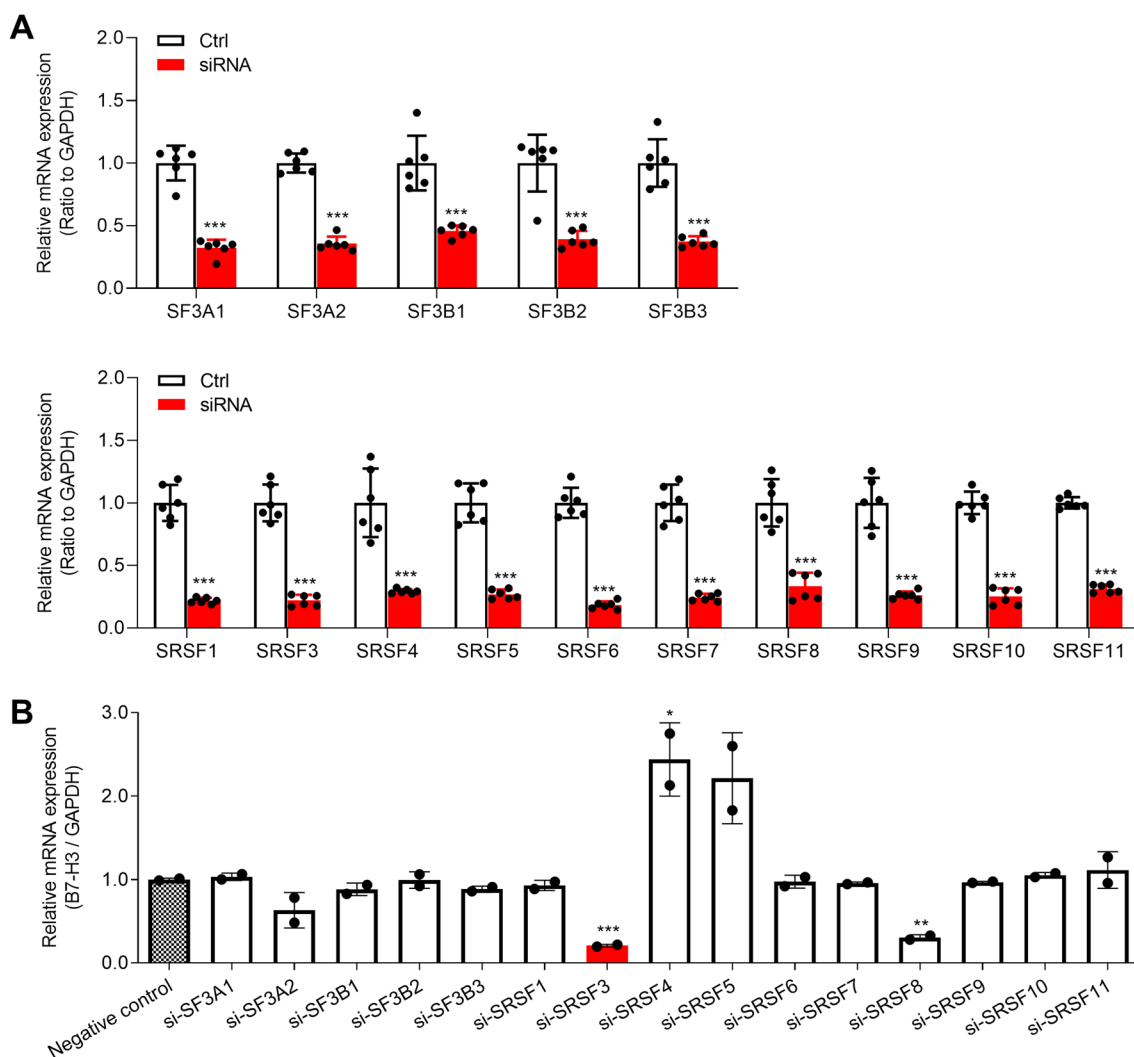 A
2.0
1.5
1.0
0.5
0.0
Relative mRNA expression
(Ratio to GAPDH)
Ctrl
siRNA
*** *** *** *** ***
SF3A1 SF3A2 SF3B1 SF3B2 SF3B3
2.0
1.5
1.0
0.5
0.0
Relative mRNA expression
(Ratio to GAPDH)
Ctrl
siRNA
*** *** *** *** *** *** *** *** *** ***
SRSF1 SRSF3 SRSF4 SRSF5 SRSF6 SRSF7 SRSF8 SRSF9 SRSF10 SRSF11
B
3.0
2.0
1.0
0.0
Relative mRNA expression
(B7-H3 / GAPDH)
*** * **
Negative control si-SF3A1 si-SF3A2 si-SF3B1 si-SF3B2 si-SF3B3 si-SRSF1 si-SRSF3 si-SRSF4 si-SRSF5 si-SRSF6 si-SRSF7 si-SRSF8 si-SRSF9 si-SRSF10 si-SRSF11